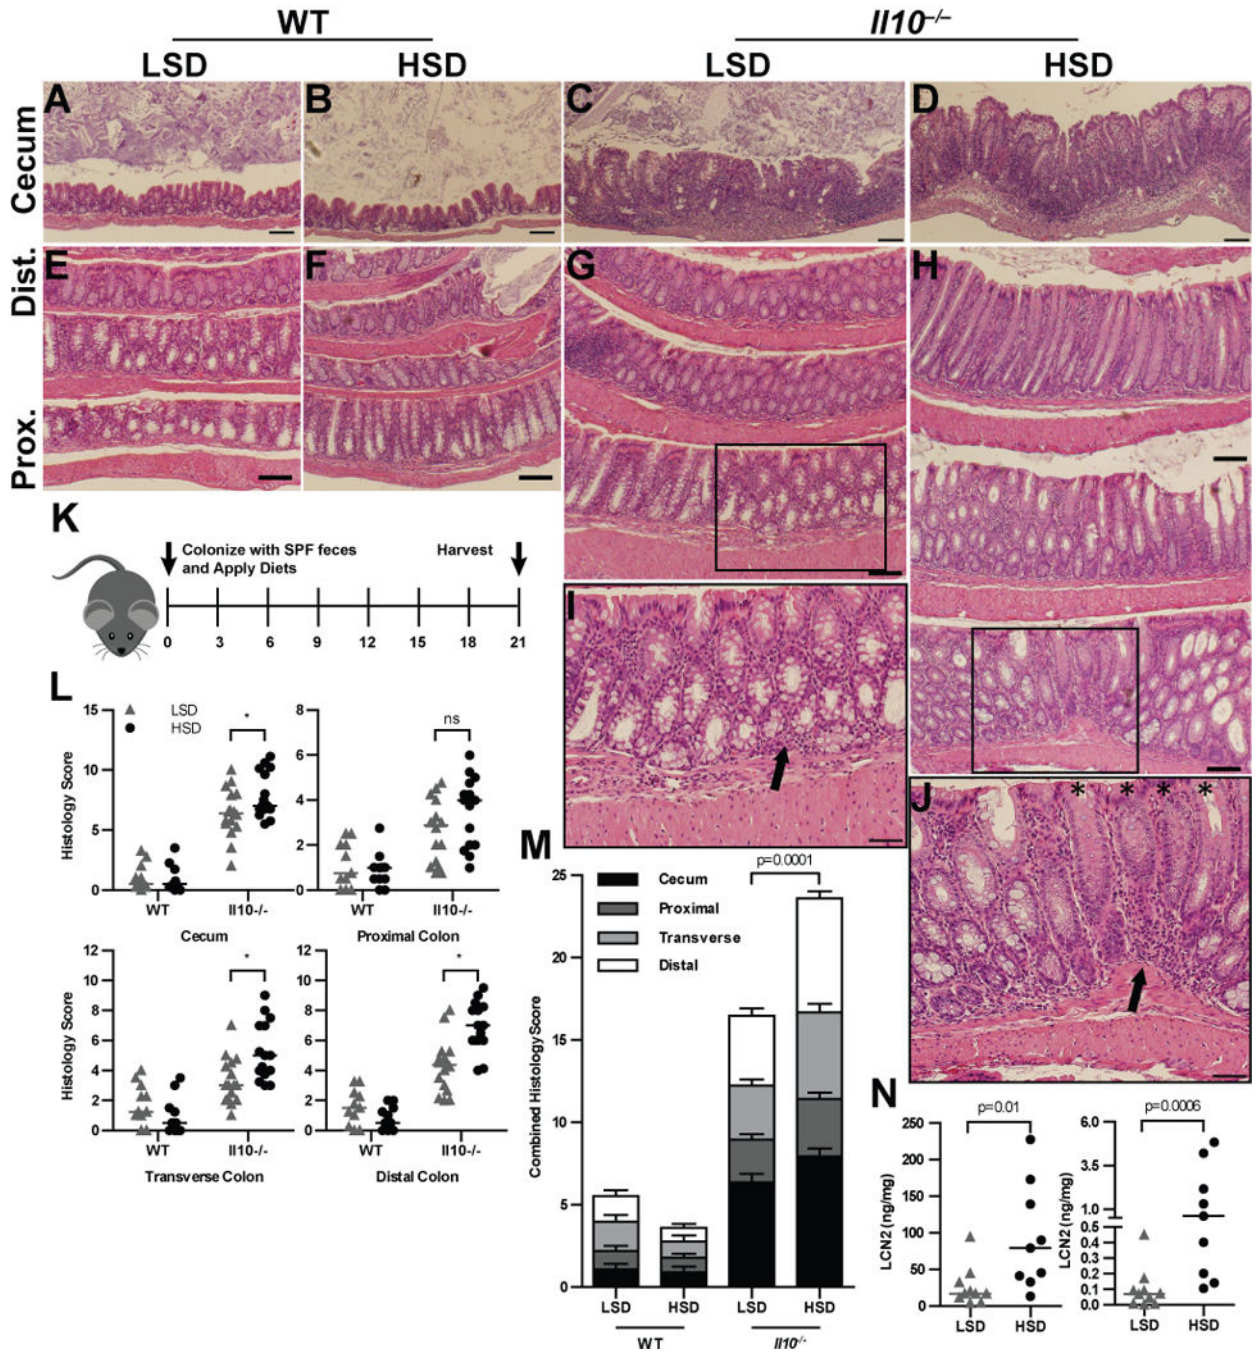 WT
Il10–/–
LSD
HSD
LSD
HSD
Cecum
A
B
C
D
Dist.
E
F
G
H
Prox.
K
Colonize with SPF feces
and Apply Diets
Harvest
0
3
6
9
12
15
18
21
I
J
* * * *
L
LSD
HSD
Histology Score
15
10
5
0
*
WT
Il10-/-
Cecum
8
6
4
2
0
ns
WT
Il10-/-
Proximal Colon
Histology Score
12
10
8
6
4
2
0
*
WT
Il10-/-
Transverse Colon
12
10
8
6
4
2
0
*
WT
Il10-/-
Distal Colon
M
p=0.0001
Combined Histology Score
25
20
15
10
5
0
Cecum
Proximal
Transverse
Distal
LSD
HSD
LSD
HSD
WT
Il10-/-
N
p=0.01
LCN2 (ng/mg)
250
200
150
100
50
0
LSD
HSD
p=0.0006
LCN2 (ng/mg)
6.0
3.5
1.0
0.5
0.4
0.3
0.2
0.1
0.0
LSD
HSD